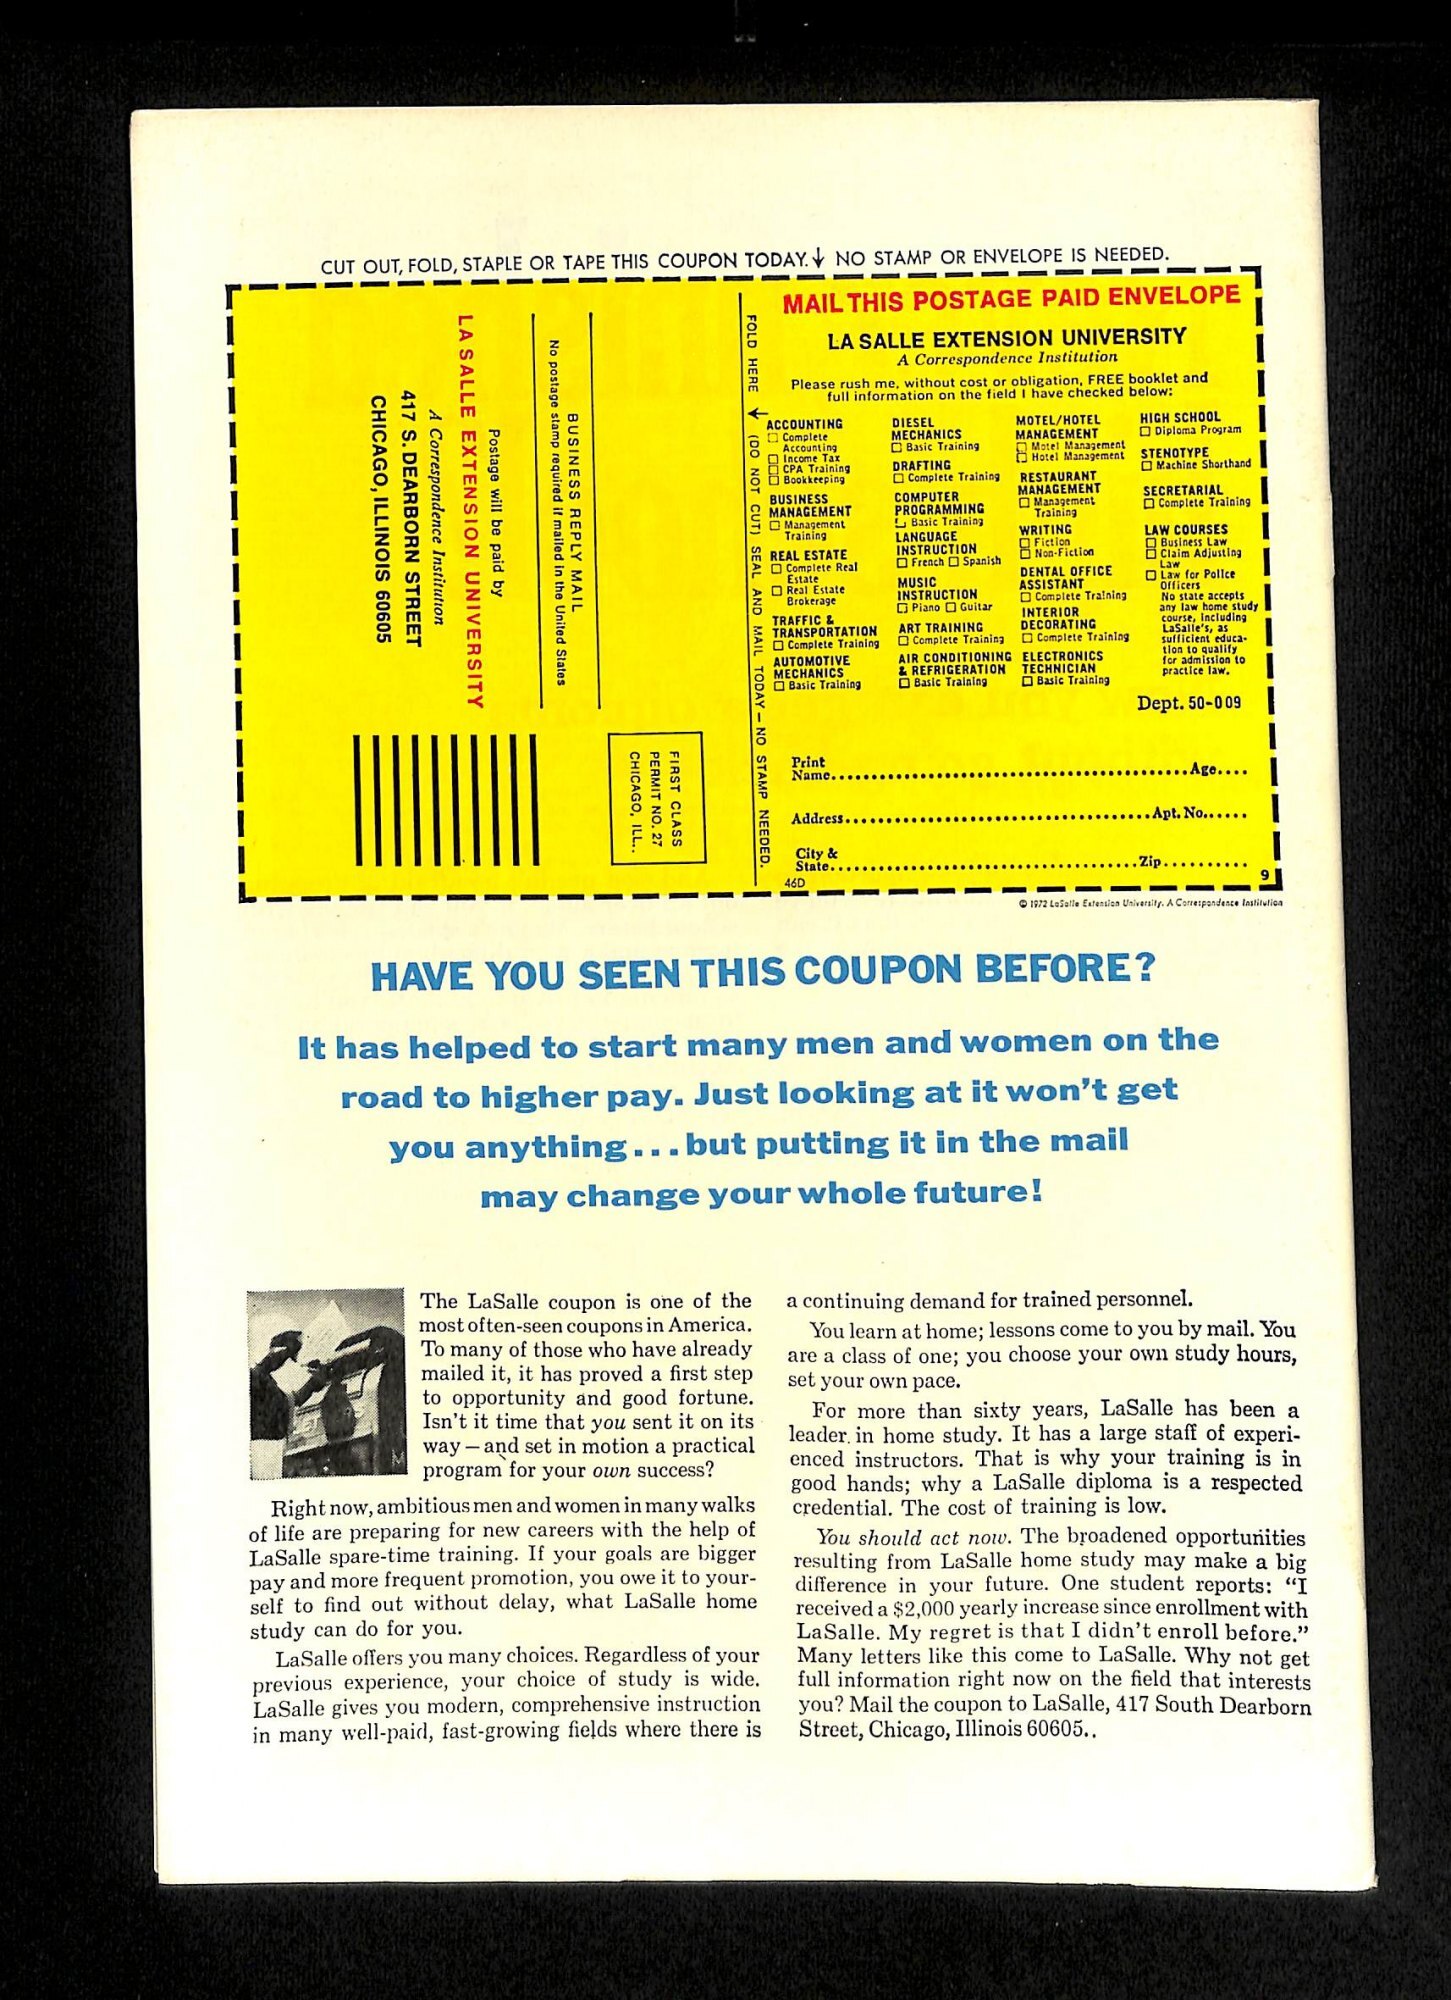 CUT OUT, FOLD, STAPLE OR TAPE THIS COUPON TODAY.↓ NO STAMP OR ENVELOPE IS NEEDED.
FIRST CLASS
PERMIT NO. 27
CHICAGO, ILL..
BUSINESS REPLY MAIL
No postage stamp required if mailed in the United States
Postage will be paid by
LA SALLE EXTENSION UNIVERSITY
A Correspondence Institution
417 S. DEARBORN STREET
CHICAGO, ILLINOIS 60605
FOLD HERE ↓ (DO NOT CUT) SEAL AND MAIL TODAY – NO STAMP NEEDED.
MAIL THIS POSTAGE PAID ENVELOPE
LA SALLE EXTENSION UNIVERSITY
A Correspondence Institution
Please rush me, without cost or obligation, FREE booklet and
full information on the field I have checked below:
ACCOUNTING
☐ Complete
Accounting
☐ Income Tax
☐ CPA Training
☐ Bookkeeping
BUSINESS
MANAGEMENT
☐ Management
Training
REAL ESTATE
☐ Complete Real
Estate
☐ Real Estate
Brokerage
TRAFFIC &
TRANSPORTATION
☐ Complete Training
AUTOMOTIVE
MECHANICS
☐ Basic Training
DIESEL
MECHANICS
☐ Basic Training
DRAFTING
☐ Complete Training
COMPUTER
PROGRAMMING
☐ Basic Training
LANGUAGE
INSTRUCTION
☐ French ☐ Spanish
MUSIC
INSTRUCTION
☐ Piano ☐ Guitar
ART TRAINING
☐ Complete Training
AIR CONDITIONING
& REFRIGERATION
☐ Basic Training
MOTEL/HOTEL
MANAGEMENT
☐ Motel Management
☐ Hotel Management
RESTAURANT
MANAGEMENT
☐ Management
Training
WRITING
☐ Fiction
☐ Non-Fiction
DENTAL OFFICE
ASSISTANT
☐ Complete Training
INTERIOR
DECORATING
☐ Complete Training
ELECTRONICS
TECHNICIAN
☐ Basic Training
HIGH SCHOOL
☐ Diploma Program
STENOTYPE
☐ Machine Shorthand
SECRETARIAL
☐ Complete Training
LAW COURSES
☐ Business Law
☐ Claim Adjusting
Law
☐ Law for Police
Officers
No state accepts
any law home study
course, including
LaSalle's, as
sufficient educa-
tion to qualify
for admission to
practice law.
Dept. 50-009
Print
Name.............................................Age....
Address......................................Apt. No......
City &
State.......................................Zip..........
46D
9
© 1972 LaSalle Extension University. A Correspondence Institution
HAVE YOU SEEN THIS COUPON BEFORE?
It has helped to start many men and women on the
road to higher pay. Just looking at it won't get
you anything...but putting it in the mail
may change your whole future!
The LaSalle coupon is one of the
most often-seen coupons in America.
To many of those who have already
mailed it, it has proved a first step
to opportunity and good fortune.
Isn't it time that you sent it on its
way — and set in motion a practical
program for your own success?
Right now, ambitious men and women in many walks
of life are preparing for new careers with the help of
LaSalle spare-time training. If your goals are bigger
pay and more frequent promotion, you owe it to your-
self to find out without delay, what LaSalle home
study can do for you.
LaSalle offers you many choices. Regardless of your
previous experience, your choice of study is wide.
LaSalle gives you modern, comprehensive instruction
in many well-paid, fast-growing fields where there is
a continuing demand for trained personnel.
You learn at home; lessons come to you by mail. You
are a class of one; you choose your own study hours,
set your own pace.
For more than sixty years, LaSalle has been a
leader in home study. It has a large staff of experi-
enced instructors. That is why your training is in
good hands; why a LaSalle diploma is a respected
credential. The cost of training is low.
You should act now. The broadened opportunities
resulting from LaSalle home study may make a big
difference in your future. One student reports: “I
received a $2,000 yearly increase since enrollment with
LaSalle. My regret is that I didn't enroll before.”
Many letters like this come to LaSalle. Why not get
full information right now on the field that interests
you? Mail the coupon to LaSalle, 417 South Dearborn
Street, Chicago, Illinois 60605..